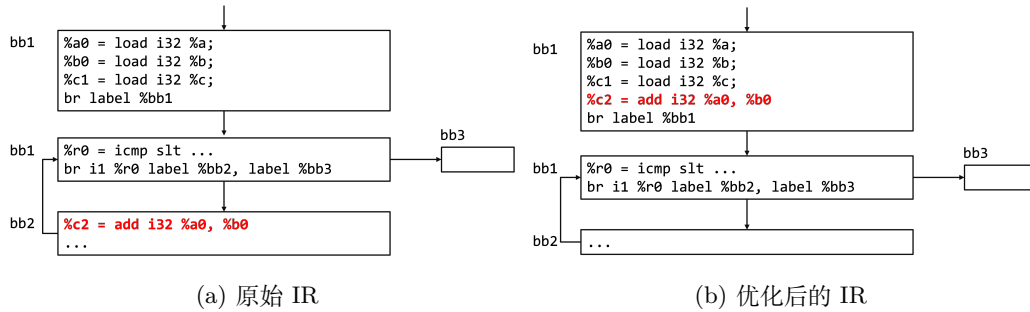 bb1
%a0 = load i32 %a;
%b0 = load i32 %b;
%c1 = load i32 %c;
br label %bb1
bb1
%r0 = icmp slt ...
br i1 %r0 label %bb2, label %bb3
bb3
bb2
%c2 = add i32 %a0, %b0
...
(a) 原始 IR
bb1
%a0 = load i32 %a;
%b0 = load i32 %b;
%c1 = load i32 %c;
%c2 = add i32 %a0, %b0
br label %bb1
bb1
%r0 = icmp slt ...
br i1 %r0 label %bb2, label %bb3
bb3
bb2
...
(b) 优化后的 IR